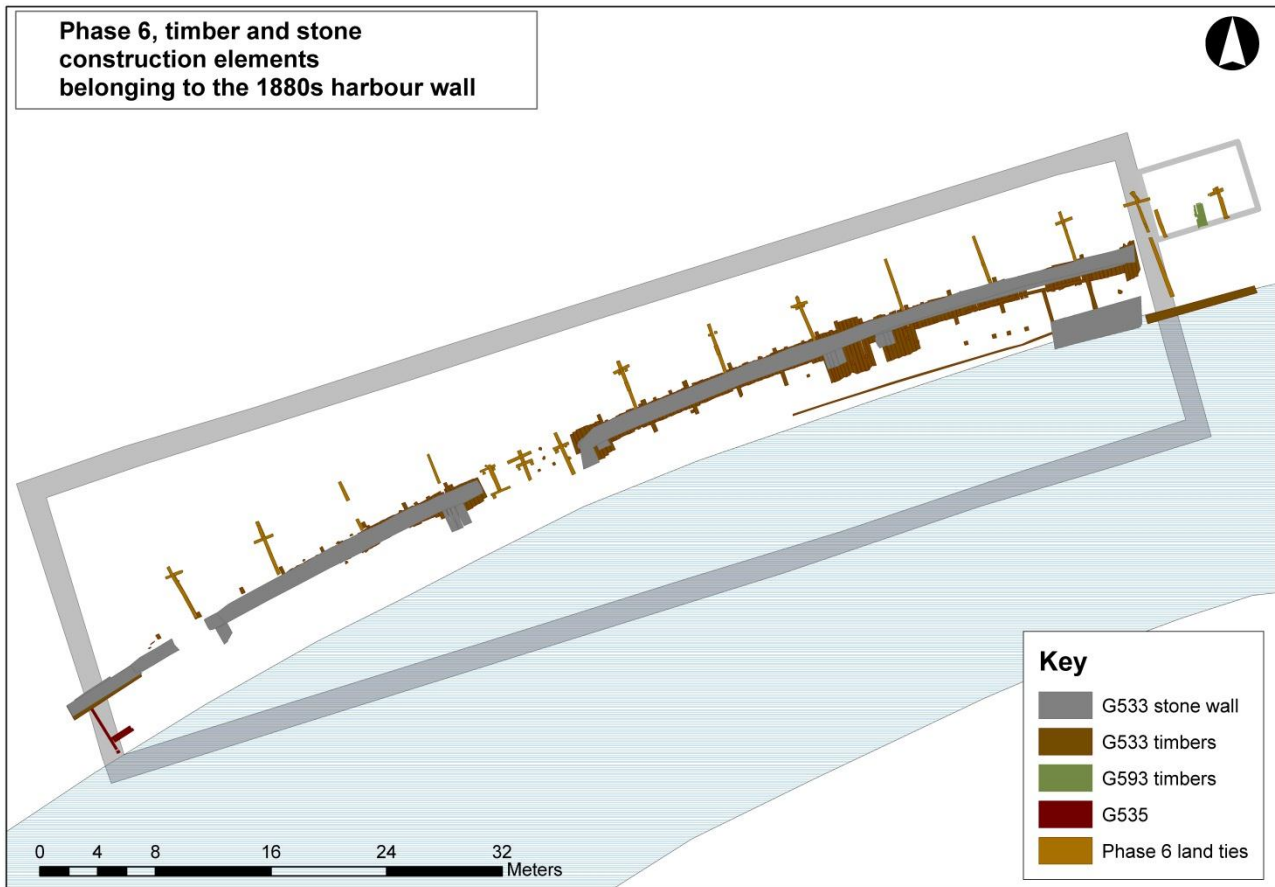 Phase 6, timber and stone
construction elements
belonging to the 1880s harbour wall
Key
G533 stone wall
G533 timbers
G593 timbers
G535
Phase 6 land ties
0 4 8 16 24 32
Meters